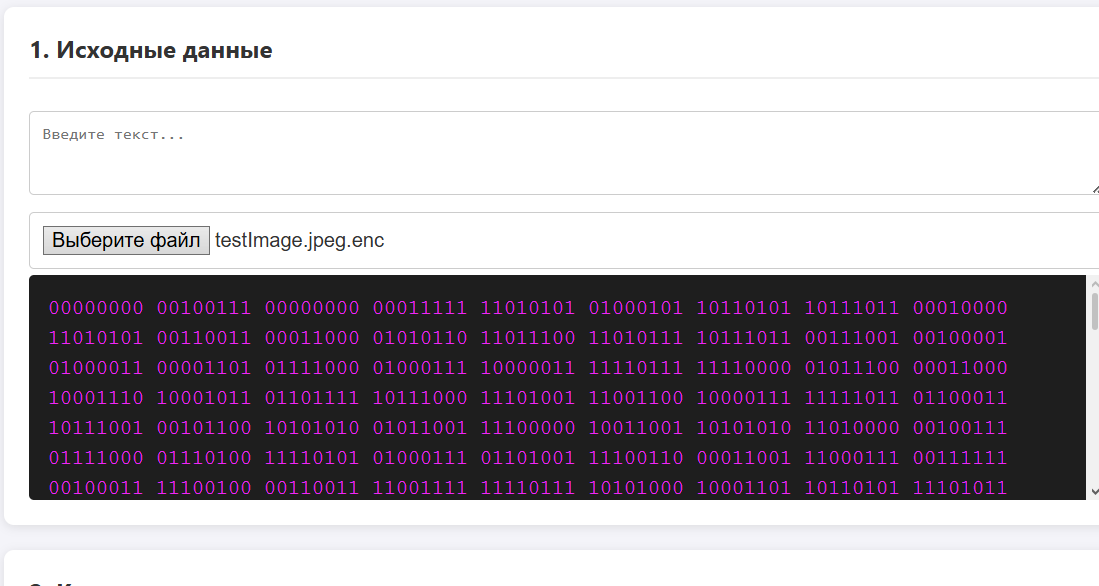 1. Исходные данные
Введите текст...
Выберите файл testImage.jpeg.enc
00000000 00100111 00000000 00011111 11010101 01000101 10110101 10111011 00010000
11010101 00110011 00011000 01010110 11011100 11010111 10111011 00111001 00100001
01000011 00001101 01111000 01000111 10000011 11110111 11110000 01011100 00011000
10001110 10001011 01101111 10111000 11101001 11001100 10000111 11111011 01100011
10111001 00101100 10101010 01011001 11100000 10011001 10101010 11010000 00100111
01111000 01110100 11110101 01000111 01101001 11100110 00011001 11000111 00111111
00100011 11100100 00110011 11001111 11110111 10101000 10001101 10110101 11101011